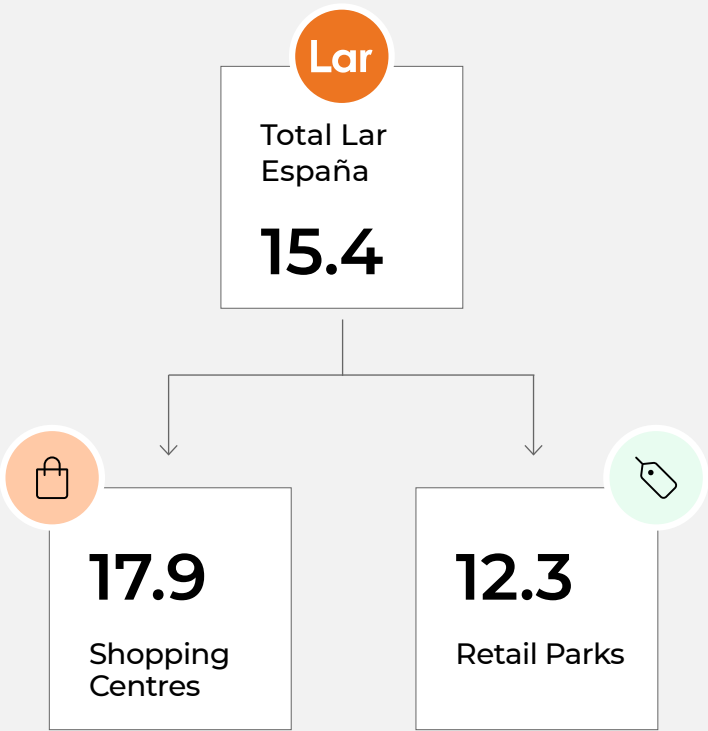 Lar
Total Lar
España
15.4
17.9
Shopping
Centres
12.3
Retail Parks